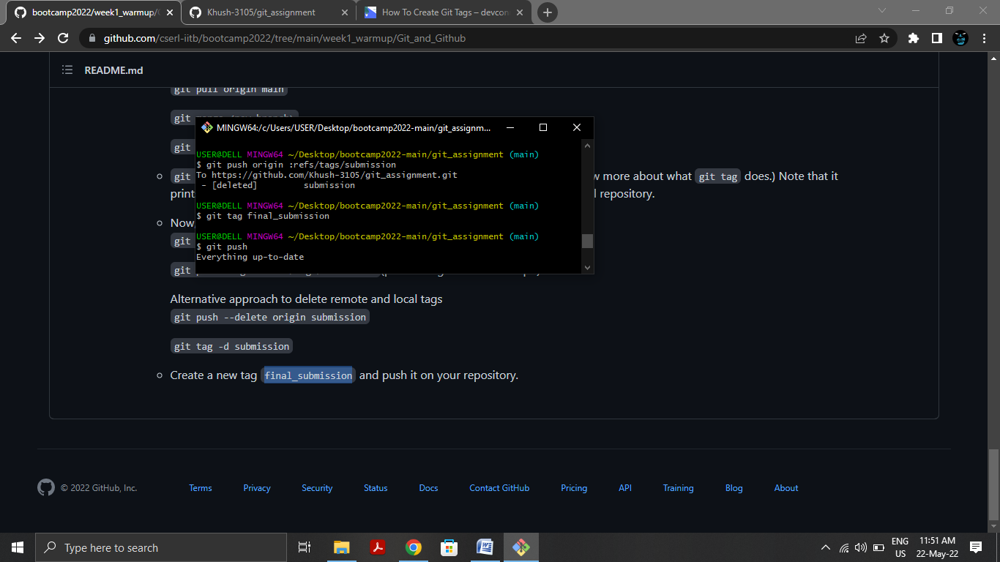 bootcamp2022/week1_warmup/
Khush-3105/git_assignment
How To Create Git Tags – devcon
github.com/cserl-iitb/bootcamp2022/tree/main/week1_warmup/Git_and_Github
README.md
git pull origin main
git
MINGW64:/c/Users/USER/Desktop/bootcamp2022-main/git_assignm...
git
USER@DELL MINGW64 ~/Desktop/bootcamp2022-main/git_assignment (main)
$ git push origin :refs/tags/submission
To https://github.com/Khush-3105/git_assignment.git
- [deleted] submission
USER@DELL MINGW64 ~/Desktop/bootcamp2022-main/git_assignment (main)
$ git tag final_submission
USER@DELL MINGW64 ~/Desktop/bootcamp2022-main/git_assignment (main)
$ git push
Everything up-to-date
git w more about what git tag does.) Note that it
print l repository.
Now
git
git
Alternative approach to delete remote and local tags
git push --delete origin submission
git tag -d submission
Create a new tag final_submission and push it on your repository.
© 2022 GitHub, Inc. Terms Privacy Security Status Docs Contact GitHub Pricing API Training Blog About
Type here to search
ENG
US
11:51 AM
22-May-22